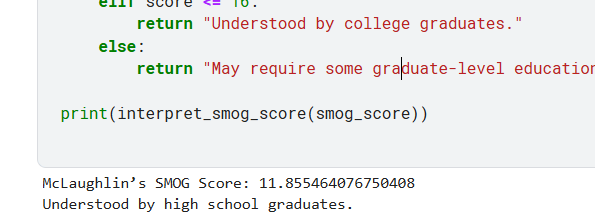 elif score <= 16:
return "Understood by college graduates."
else:
return "May require some graduate-level education
print(interpret_smog_score(smog_score))
McLaughlin’s SMOG Score: 11.855464076750408
Understood by high school graduates.